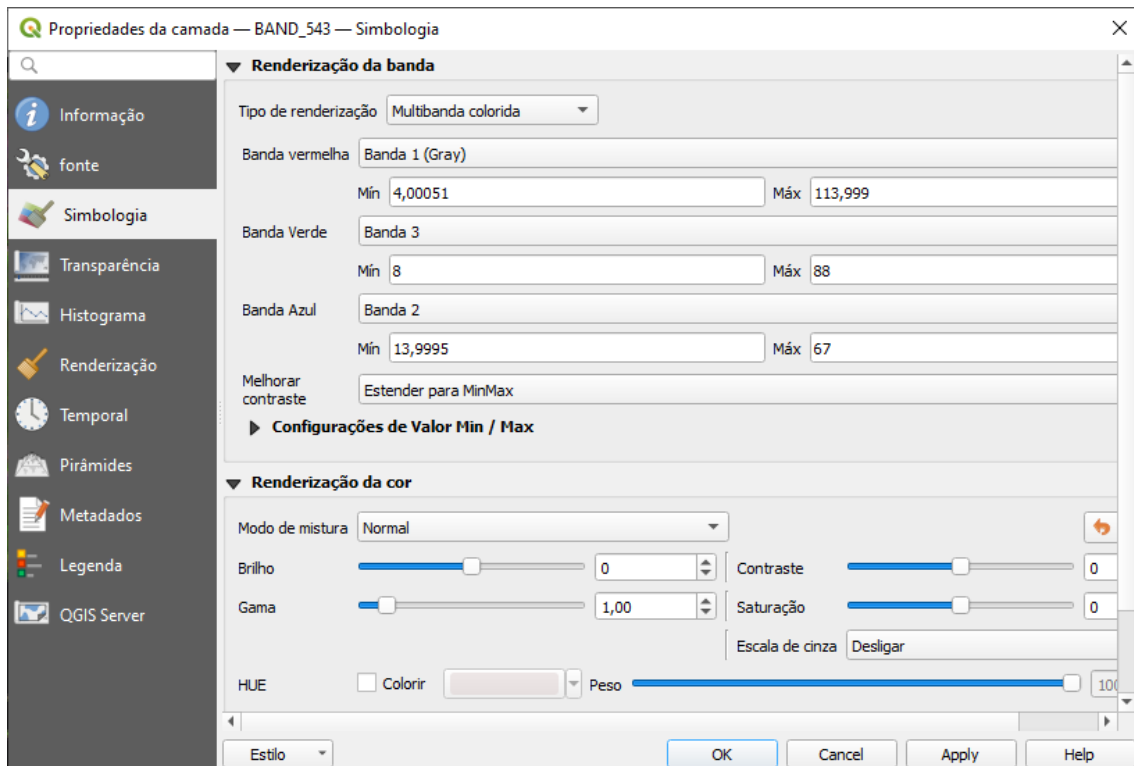 Propriedades da camada — BAND_543 — Simbologia
Informação
fonte
Simbologia
Transparência
Histograma
Renderização
Temporal
Pirâmides
Metadados
Legenda
QGIS Server
Renderização da banda
Tipo de renderização Multibanda colorida
Banda vermelha Banda 1 (Gray)
Mín 4,00051 Máx 113,999
Banda Verde Banda 3
Mín 8 Máx 88
Banda Azul Banda 2
Mín 13,9995 Máx 67
Melhorar
contraste Estender para MinMax
Configurações de Valor Min / Max
Renderização da cor
Modo de mistura Normal
Brilho 0 Contraste 0
Gama 1,00 Saturação 0
Escala de cinza Desligar
HUE Colorir Peso 100
Estilo OK Cancel Apply Help